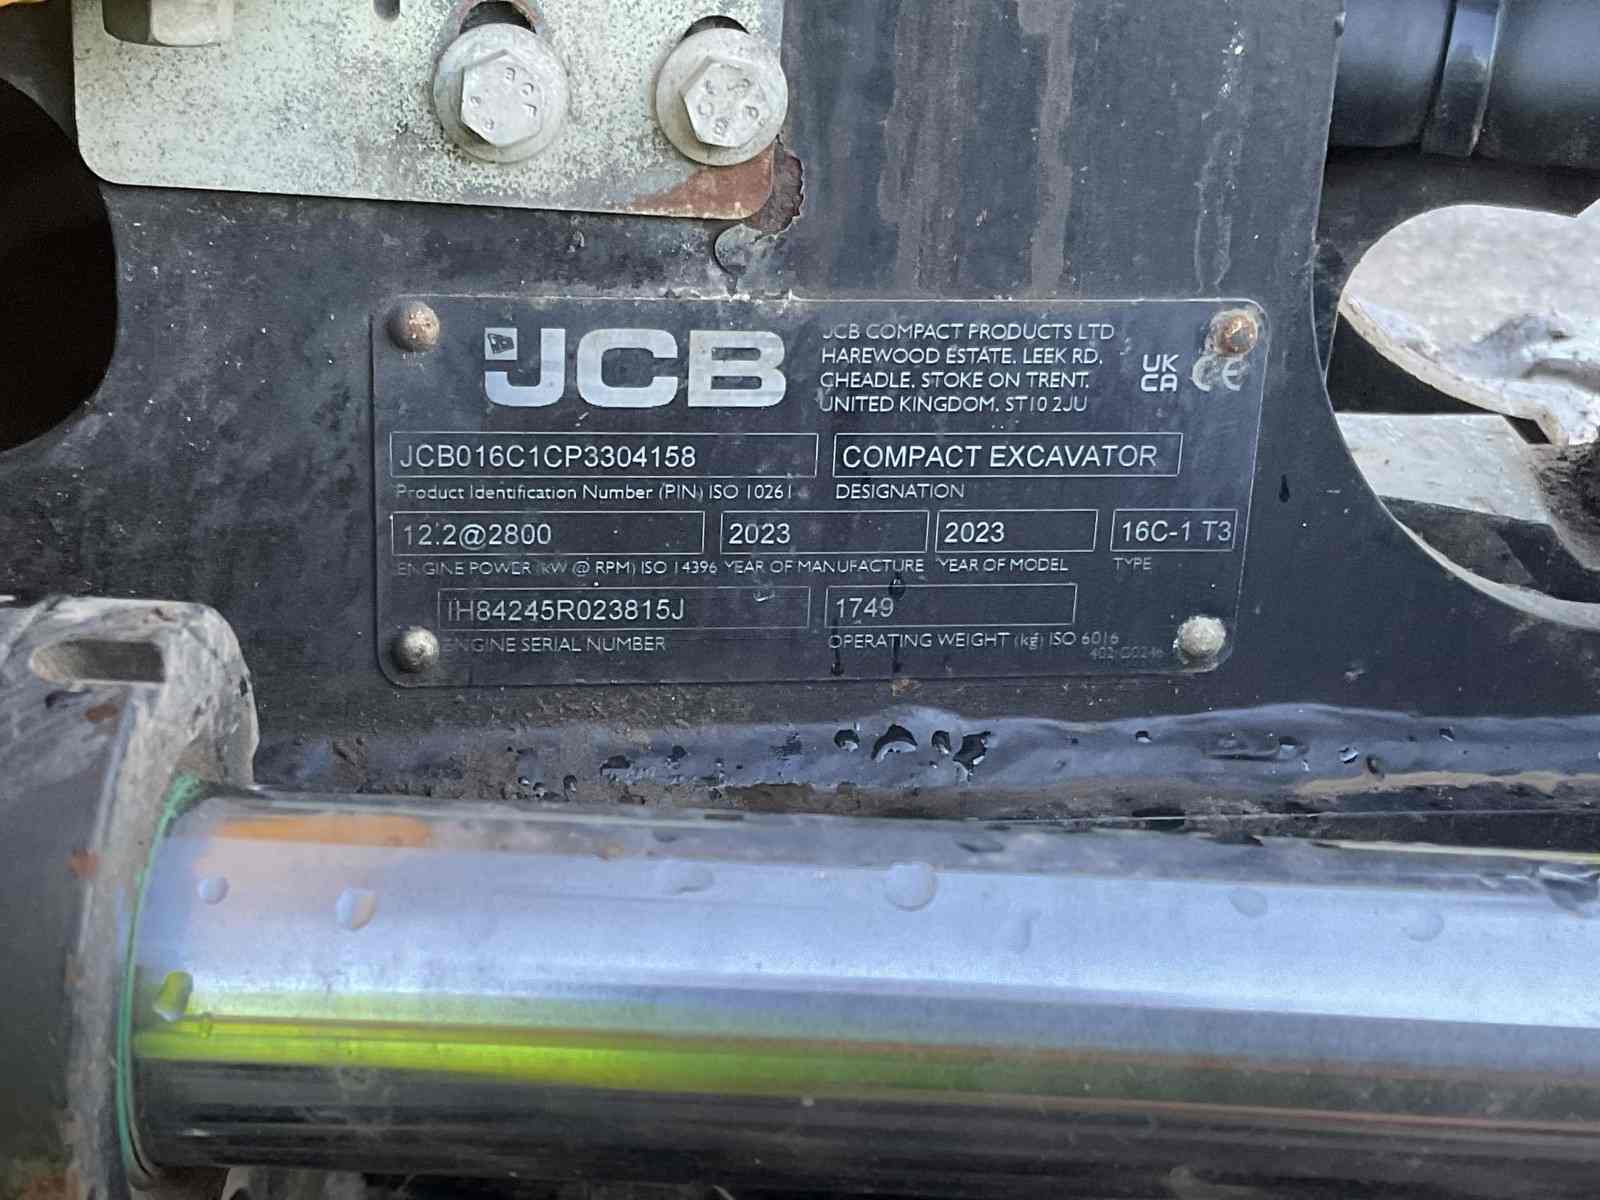 JCB
JCB COMPACT PRODUCTS LTD
HAREWOOD ESTATE. LEEK RD.
CHEADLE. STOKE ON TRENT.
UNITED KINGDOM. ST10 2JU
UK
CA
CE
JCB016C1CP3304158
COMPACT EXCAVATOR
Product Identification Number (PIN) ISO 10261
DESIGNATION
12.2@2800
2023
2023
16C-1 T3
ENGINE POWER (kW @ RPM) ISO 14396
YEAR OF MANUFACTURE
YEAR OF MODEL
TYPE
IH84245R023815J
1749
ENGINE SERIAL NUMBER
OPERATING WEIGHT (kg) ISO 6016